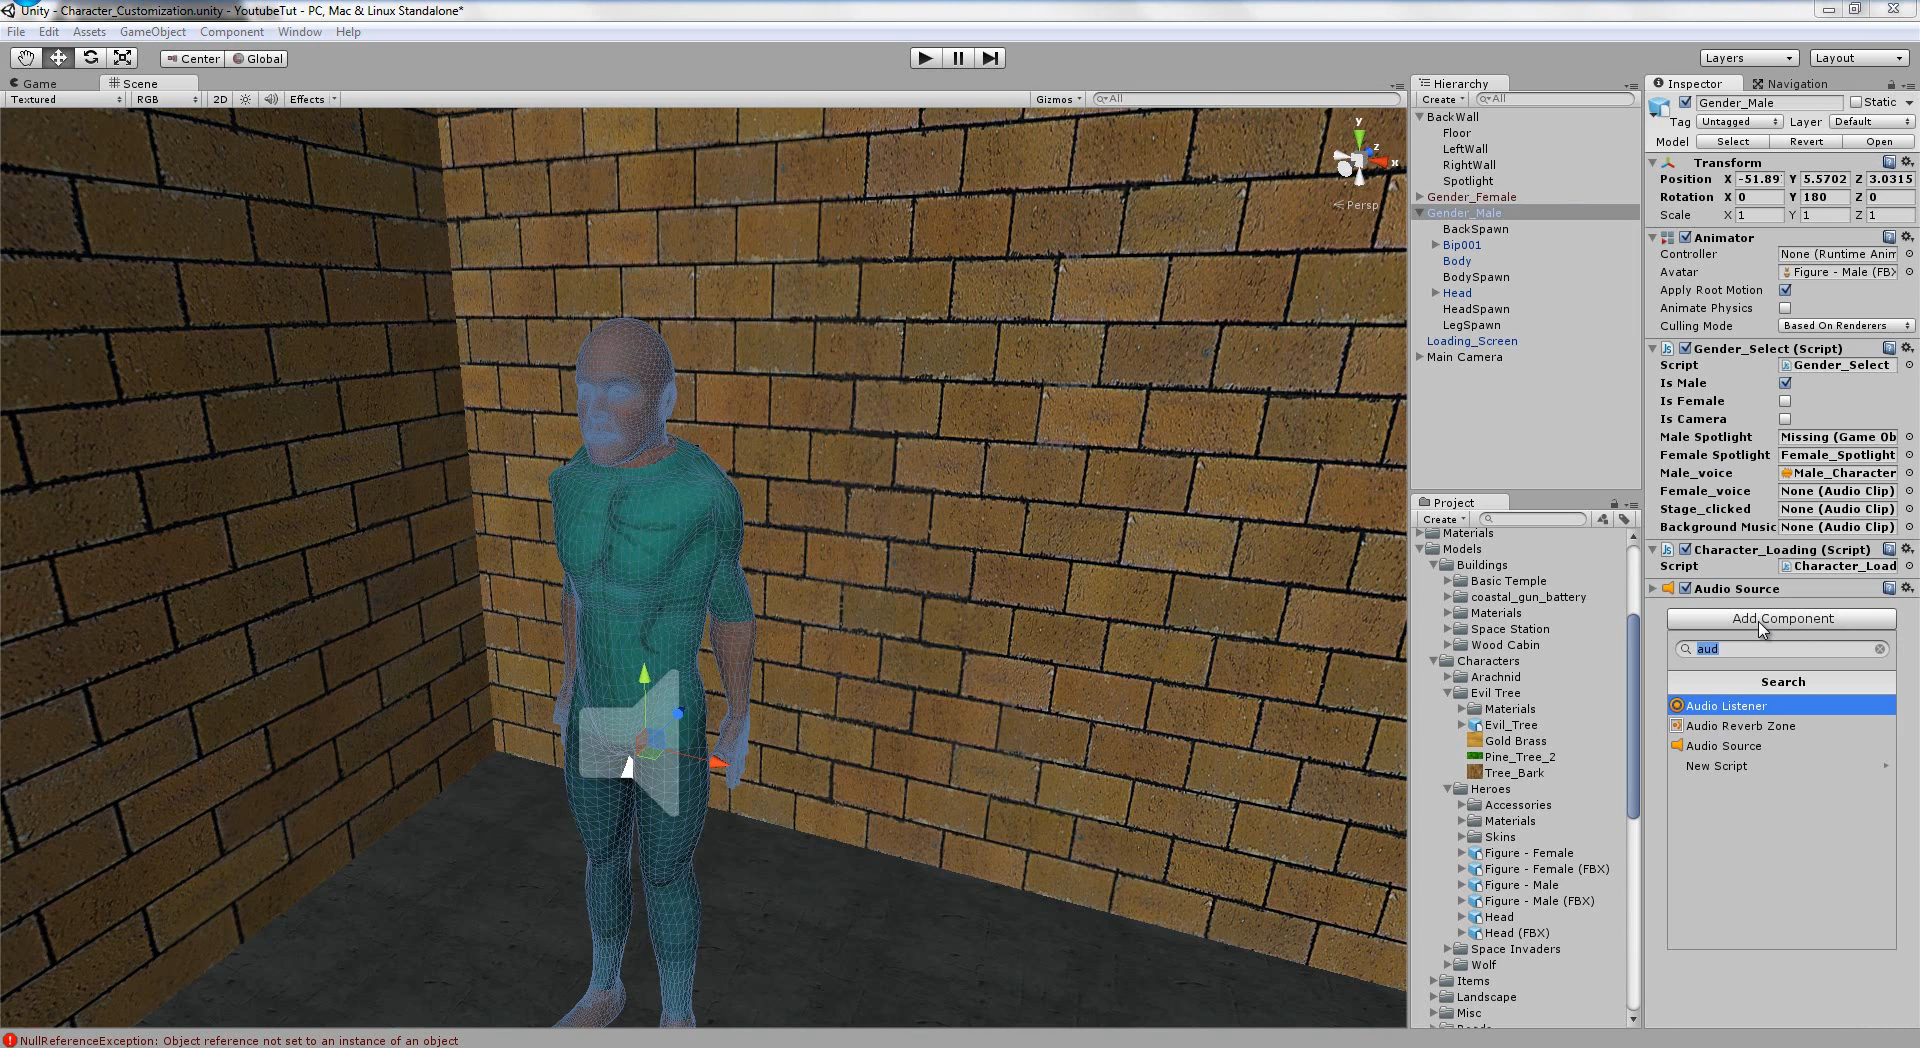 Unity - Character_Customization.unity - YoutubeTut - PC, Mac & Linux Standalone*
File Edit Assets GameObject Component Window Help
Center Global
Layers
Layout
Game
Scene
Textured RGB 2D Effects Gizmos All
y
z
x
Persp
Hierarchy
Create All
BackWall
Floor
LeftWall
RightWall
Spotlight
Gender_Female
Gender_Male
BackSpawn
Bip001
Body
BodySpawn
Head
HeadSpawn
LegSpawn
Loading_Screen
Main Camera
Project
Create
Materials
Models
Buildings
Basic Temple
coastal_gun_battery
Materials
Space Station
Wood Cabin
Characters
Arachnid
Evil Tree
Materials
Evil_Tree
Gold Brass
Pine_Tree_2
Tree_Bark
Heroes
Accessories
Materials
Skins
Figure - Female
Figure - Female (FBX)
Figure - Male
Figure - Male (FBX)
Head
Head (FBX)
Space Invaders
Wolf
Items
Landscape
Misc
Inspector
Navigation
Gender_Male Static
Tag Untagged Layer Default
Model Select Revert Open
Transform
Position X -51.89 Y 5.5702 Z 3.0315
Rotation X 0 Y 180 Z 0
Scale X 1 Y 1 Z 1
Animator
Controller None (Runtime Anim
Avatar Figure - Male (FBX
Apply Root Motion
Animate Physics
Culling Mode Based On Renderers
Gender_Select (Script)
Script Gender_Select
Is Male
Is Female
Is Camera
Male Spotlight Missing (Game Ob
Female Spotlight Female_Spotlight
Male_voice Male_Character
Female_voice None (Audio Clip)
Stage_clicked None (Audio Clip)
Background Music None (Audio Clip)
Character_Loading (Script)
Script Character_Load
Audio Source
Add Component
aud
Search
Audio Listener
Audio Reverb Zone
Audio Source
New Script
NullReferenceException: Object reference not set to an instance of an object